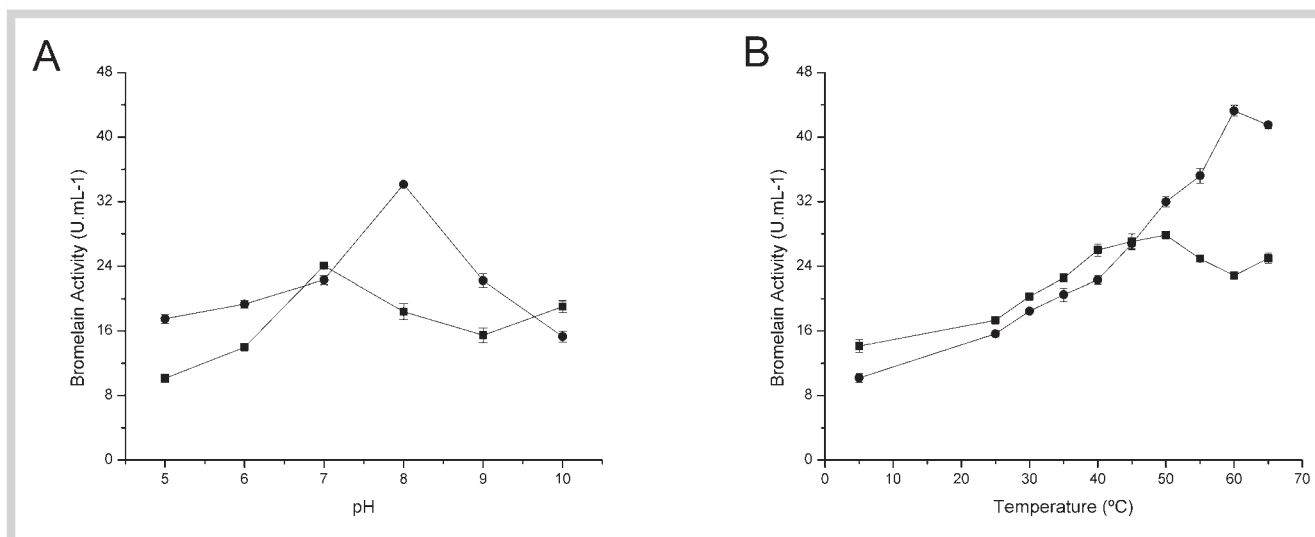 A
48
40
32
24
16
8
0
Bromelain Activity (U.mL-1)
5 6 7 8 9 10
pH
B
48
40
32
24
16
8
0
Bromelain Activity (U.mL-1)
0 10 20 30 40 50 60 70
Temperature (ºC)